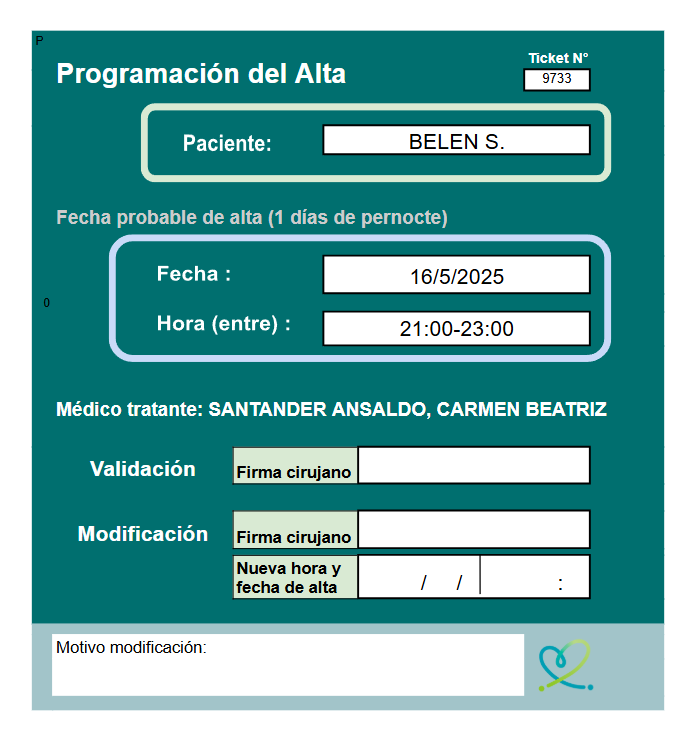 P
Programación del Alta
Ticket N°
9733
Paciente:
BELEN S.
Fecha probable de alta (1 días de pernocte)
Fecha :
16/5/2025
0
Hora (entre) :
21:00-23:00
Médico tratante: SANTANDER ANSALDO, CARMEN BEATRIZ
Validación
Firma cirujano
Modificación
Firma cirujano
Nueva hora y
fecha de alta
/ / :
Motivo modificación: